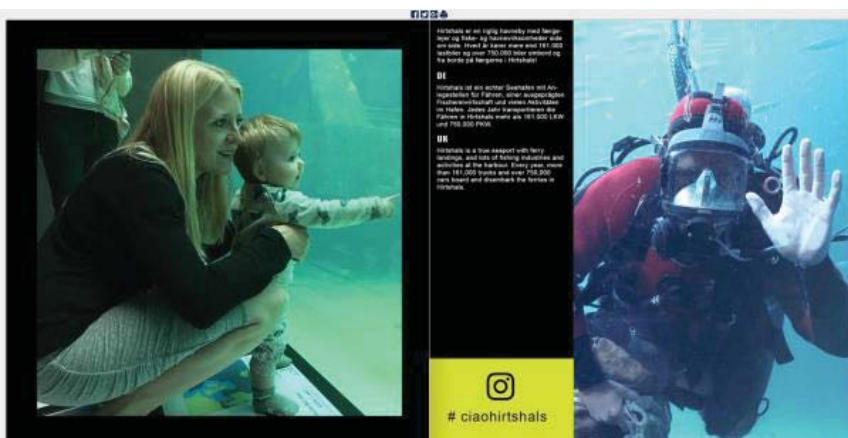 Hirtshals er en rigtig havneby med færge-
lejer og fiske- og havnevirksomheder side
om side. Hvert år kører mere end 161.000
lastbiler og over 750.000 biler ombord og
fra borde på færgerne i Hirtshals!
DE
Hirtshals ist ein echter Seehafen mit An-
legestellen für Fähren, einer ausgeprägten
Fischereiwirtschaft und vielen Aktivitäten
im Hafen. Jedes Jahr transportieren die
Fähren in Hirtshals mehr als 161.000 LKW
und 750.000 PKW.
UK
Hirtshals is a true seaport with ferry
landings, and lots of fishing industries and
activities at the harbour. Every year, more
than 161,000 trucks and over 750,000
cars board and disembark the ferries in
Hirtshals.
# ciaohirtshals